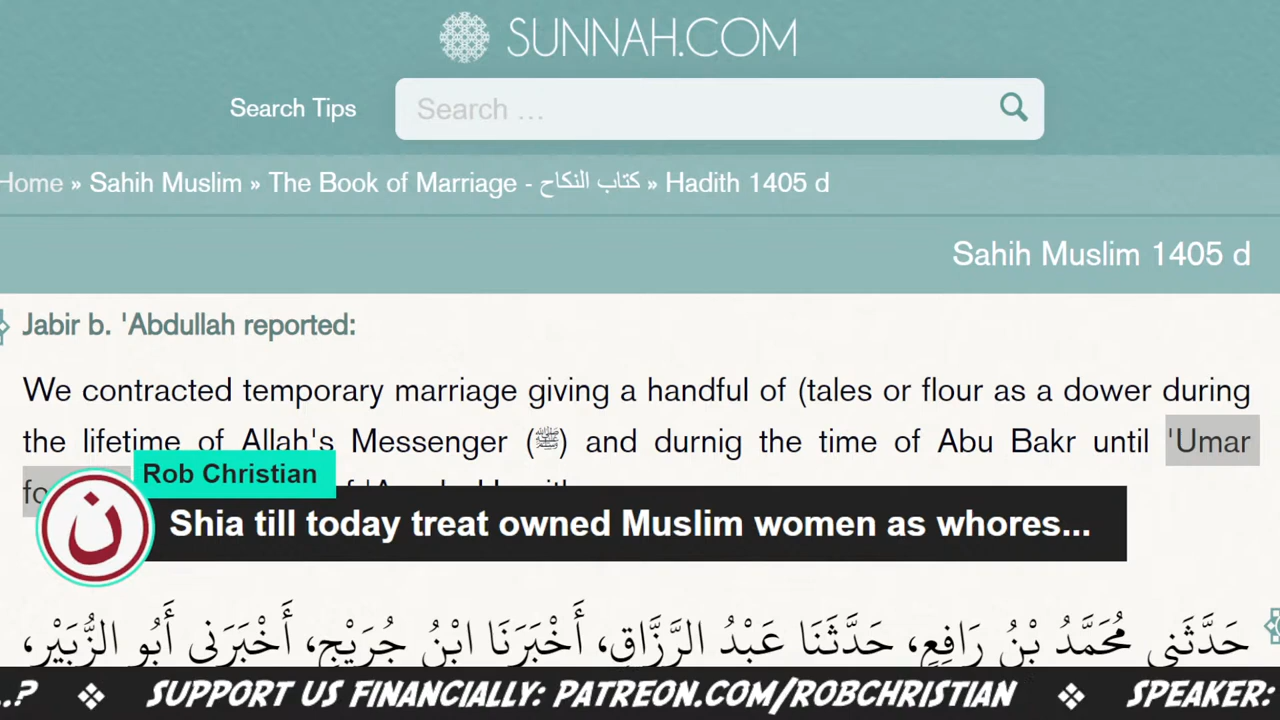 SUNNAH.COM
Search Tips
Search ...
Home » Sahih Muslim » The Book of Marriage - كتاب النكاح » Hadith 1405 d
Sahih Muslim 1405 d
Jabir b. 'Abdullah reported:
We contracted temporary marriage giving a handful of (tales or flour as a dower during
the lifetime of Allah's Messenger (ﷺ) and durnig the time of Abu Bakr until 'Umar
Rob Christian
Shia till today treat owned Muslim women as whores...
حَدَّثَنِي مُحَمَّدُ بْنُ رَافِعٍ، حَدَّثَنَا عَبْدُ الرَّزَّاقِ، أَخْبَرَنَا ابْنُ جُرَيْجٍ، أَخْبَرَنِي أَبُو الزُّبَيْرِ،
..? ❖ SUPPORT US FINANCIALLY: PATREON.COM/ROBCHRISTIAN ❖ SPEAKER: